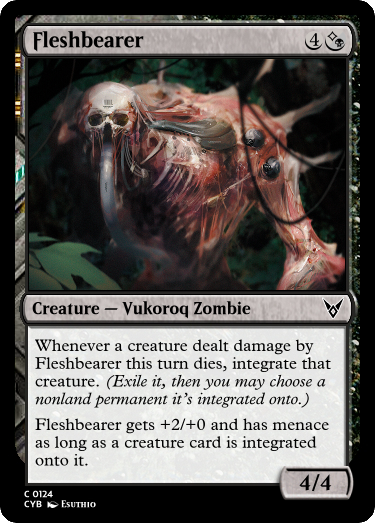 Fleshbearer 4
Creature — Vukoroq Zombie
Whenever a creature dealt damage by
Fleshbearer this turn dies, integrate that
creature. (Exile it, then you may choose a
nonland permanent it's integrated onto.)
Fleshbearer gets +2/+0 and has menace
as long as a creature card is integrated
onto it.
4/4
C 0124
CYB Esuthio